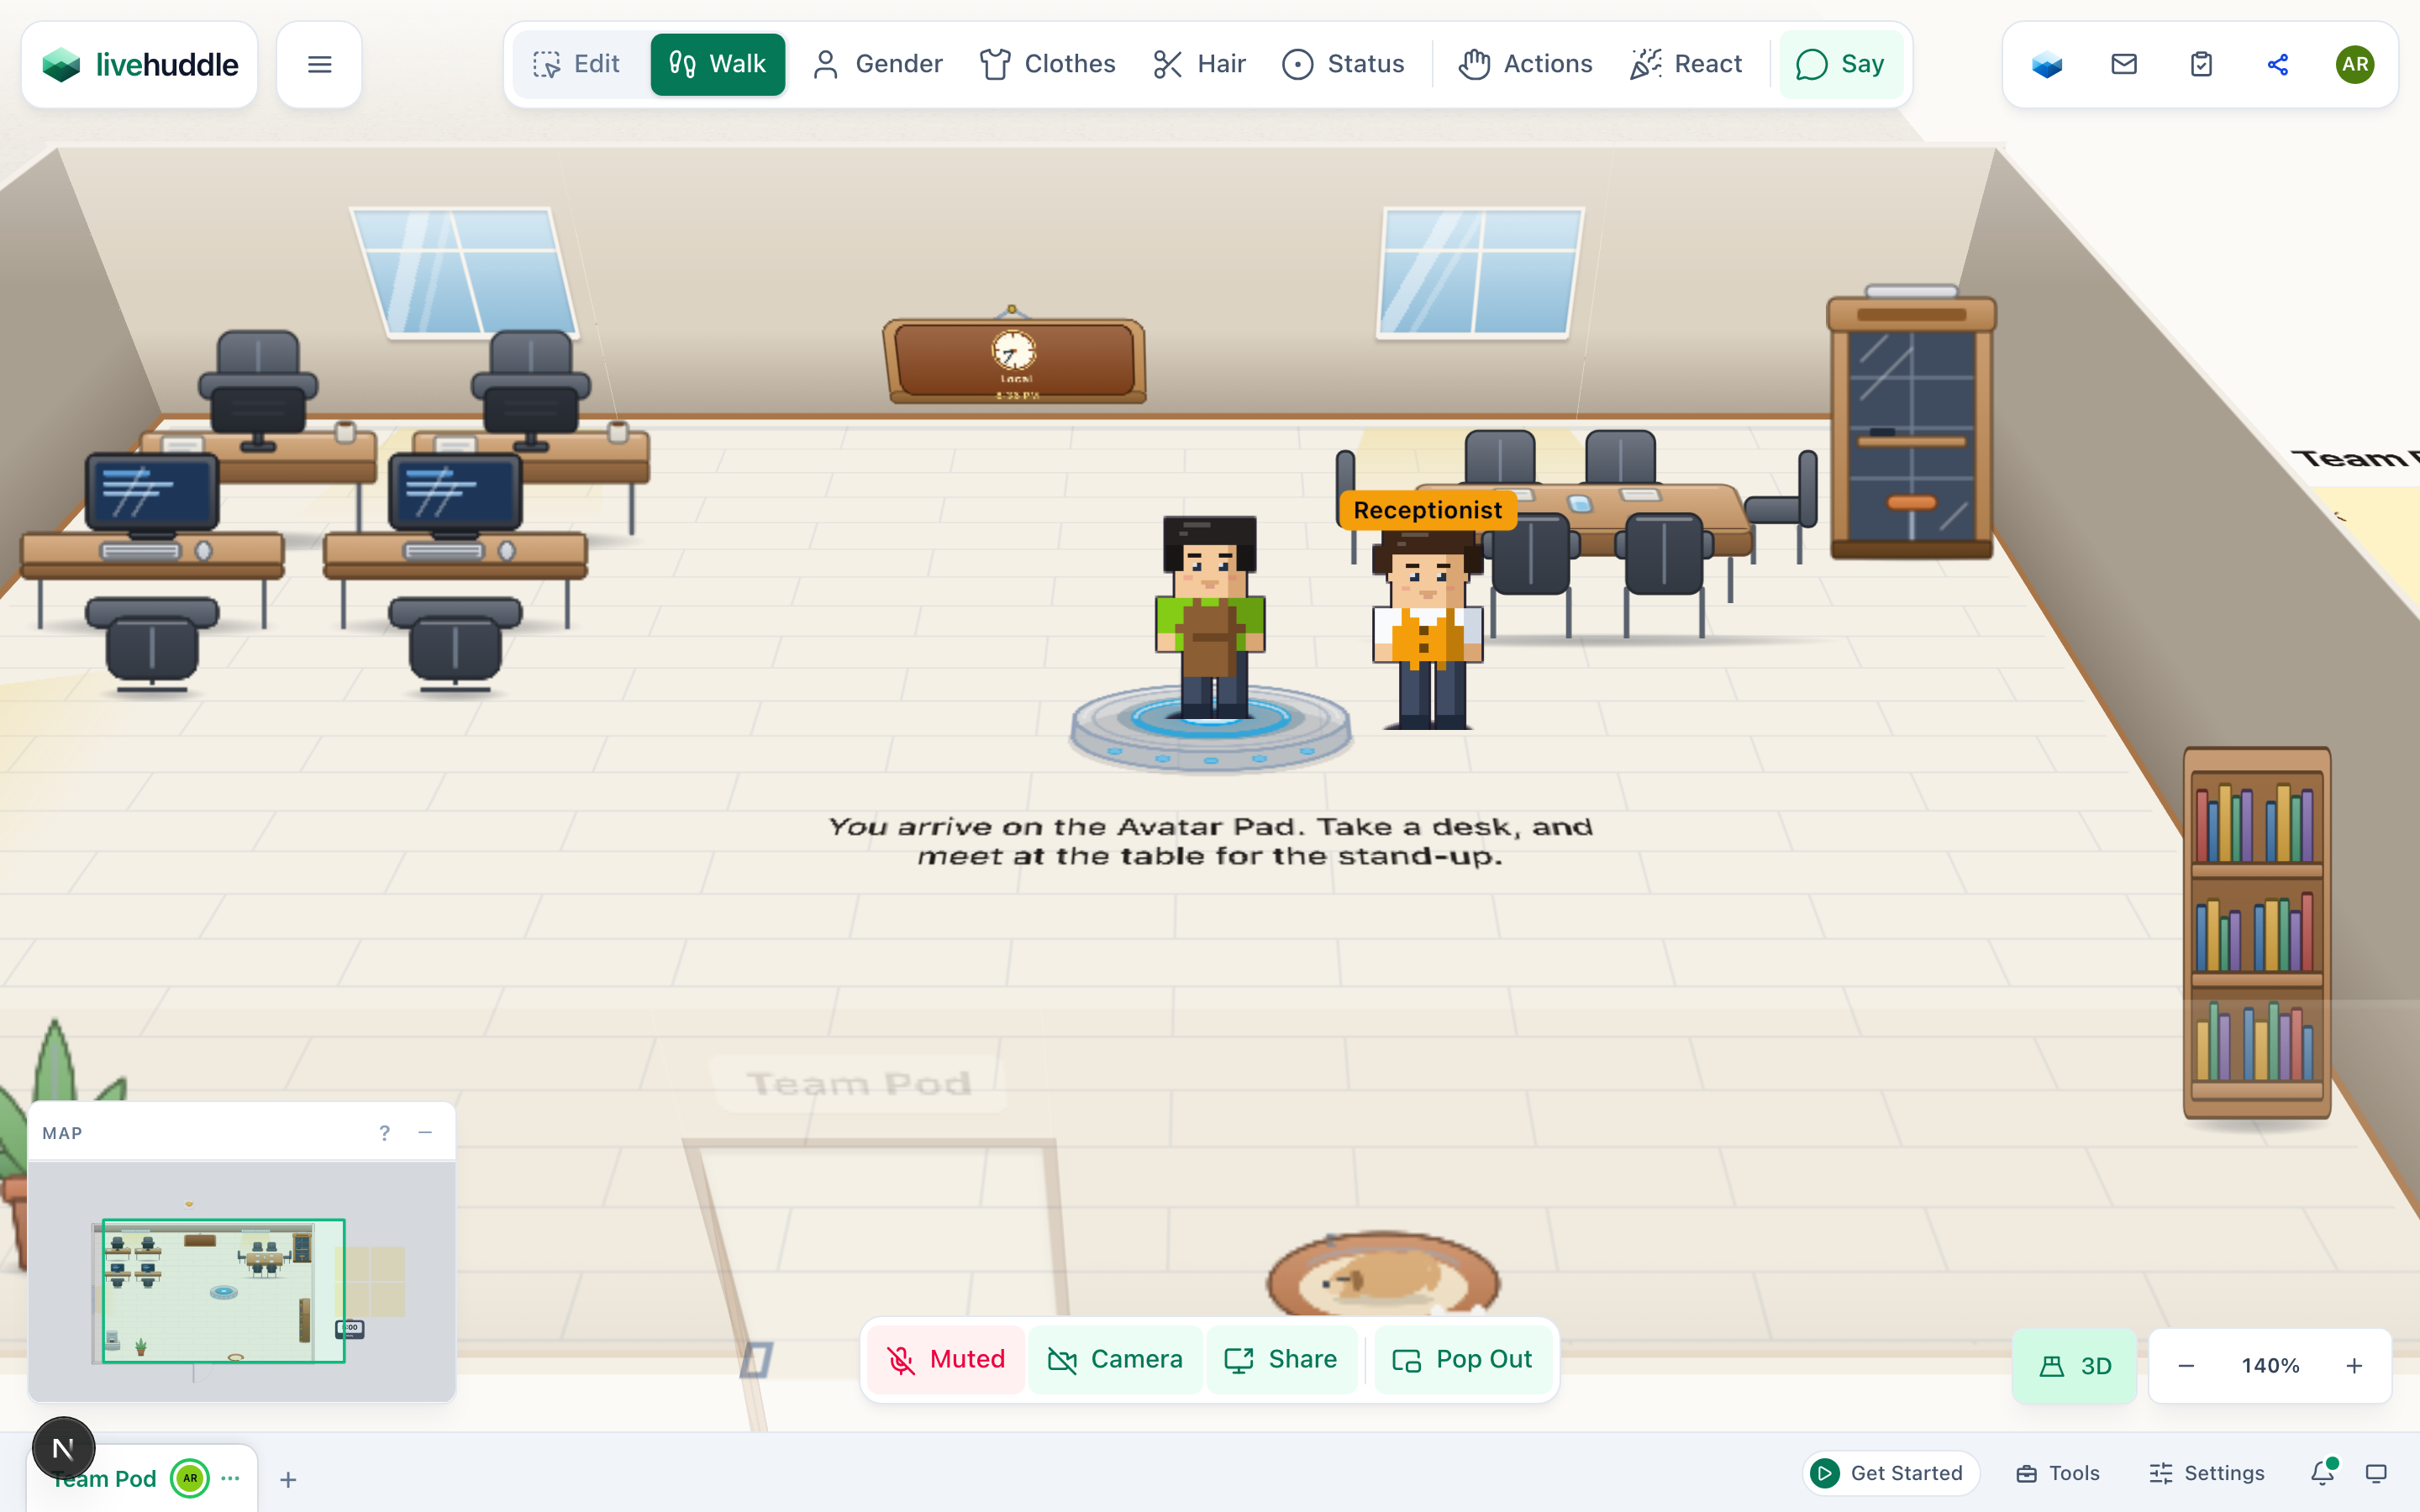 livehuddle
Edit
Walk
Gender
Clothes
Hair
Status
Actions
React
Say
AR
Local
Team
Receptionist
You arrive on the Avatar Pad. Take a desk, and
meet at the table for the stand-up.
Team Pod
MAP
?
Muted
Camera
Share
Pop Out
3D
140%
N
Team Pod
AR
Get Started
Tools
Settings